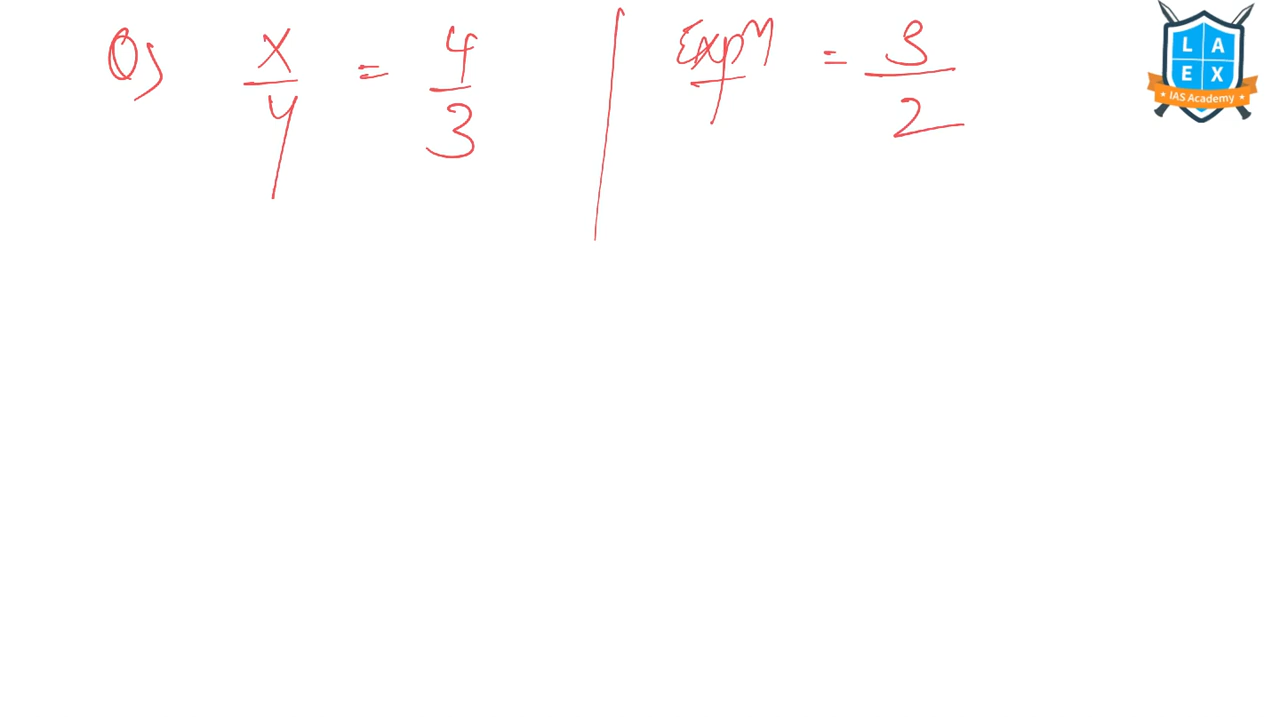 Q) X/Y = 4/3 | Expn = 3/2
L A
E X
IAS Academy